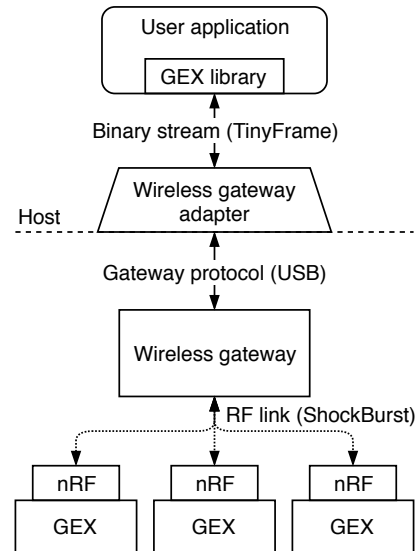 User application
GEX library
Binary stream (TinyFrame)
Wireless gateway
adapter
Host
Gateway protocol (USB)
Wireless gateway
RF link (ShockBurst)
nRF nRF nRF
GEX GEX GEX